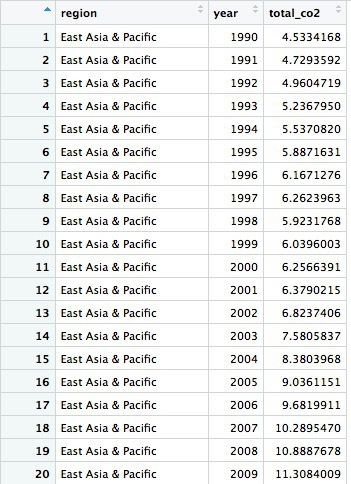 region year total_co2
1 East Asia & Pacific 1990 4.5334168
2 East Asia & Pacific 1991 4.7293592
3 East Asia & Pacific 1992 4.9604719
4 East Asia & Pacific 1993 5.2367950
5 East Asia & Pacific 1994 5.5370820
6 East Asia & Pacific 1995 5.8871631
7 East Asia & Pacific 1996 6.1671276
8 East Asia & Pacific 1997 6.2623963
9 East Asia & Pacific 1998 5.9231768
10 East Asia & Pacific 1999 6.0396003
11 East Asia & Pacific 2000 6.2566391
12 East Asia & Pacific 2001 6.3790215
13 East Asia & Pacific 2002 6.8237406
14 East Asia & Pacific 2003 7.5805837
15 East Asia & Pacific 2004 8.3803968
16 East Asia & Pacific 2005 9.0361151
17 East Asia & Pacific 2006 9.6819911
18 East Asia & Pacific 2007 10.2895470
19 East Asia & Pacific 2008 10.8887678
20 East Asia & Pacific 2009 11.3084009